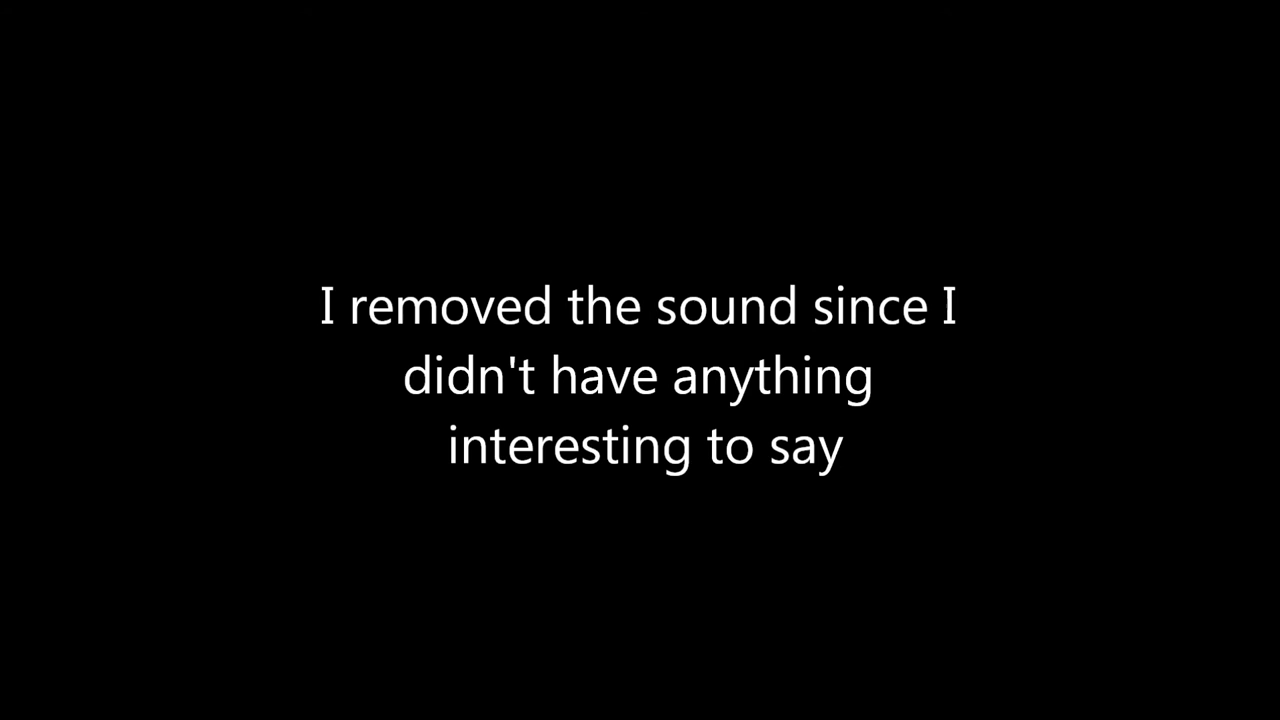 I removed the sound since I
didn't have anything
interesting to say